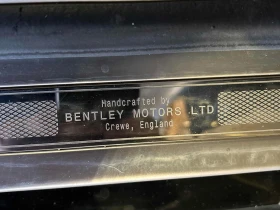 Handcrafted by
BENTLEY MOTORS LTD
Crewe, England